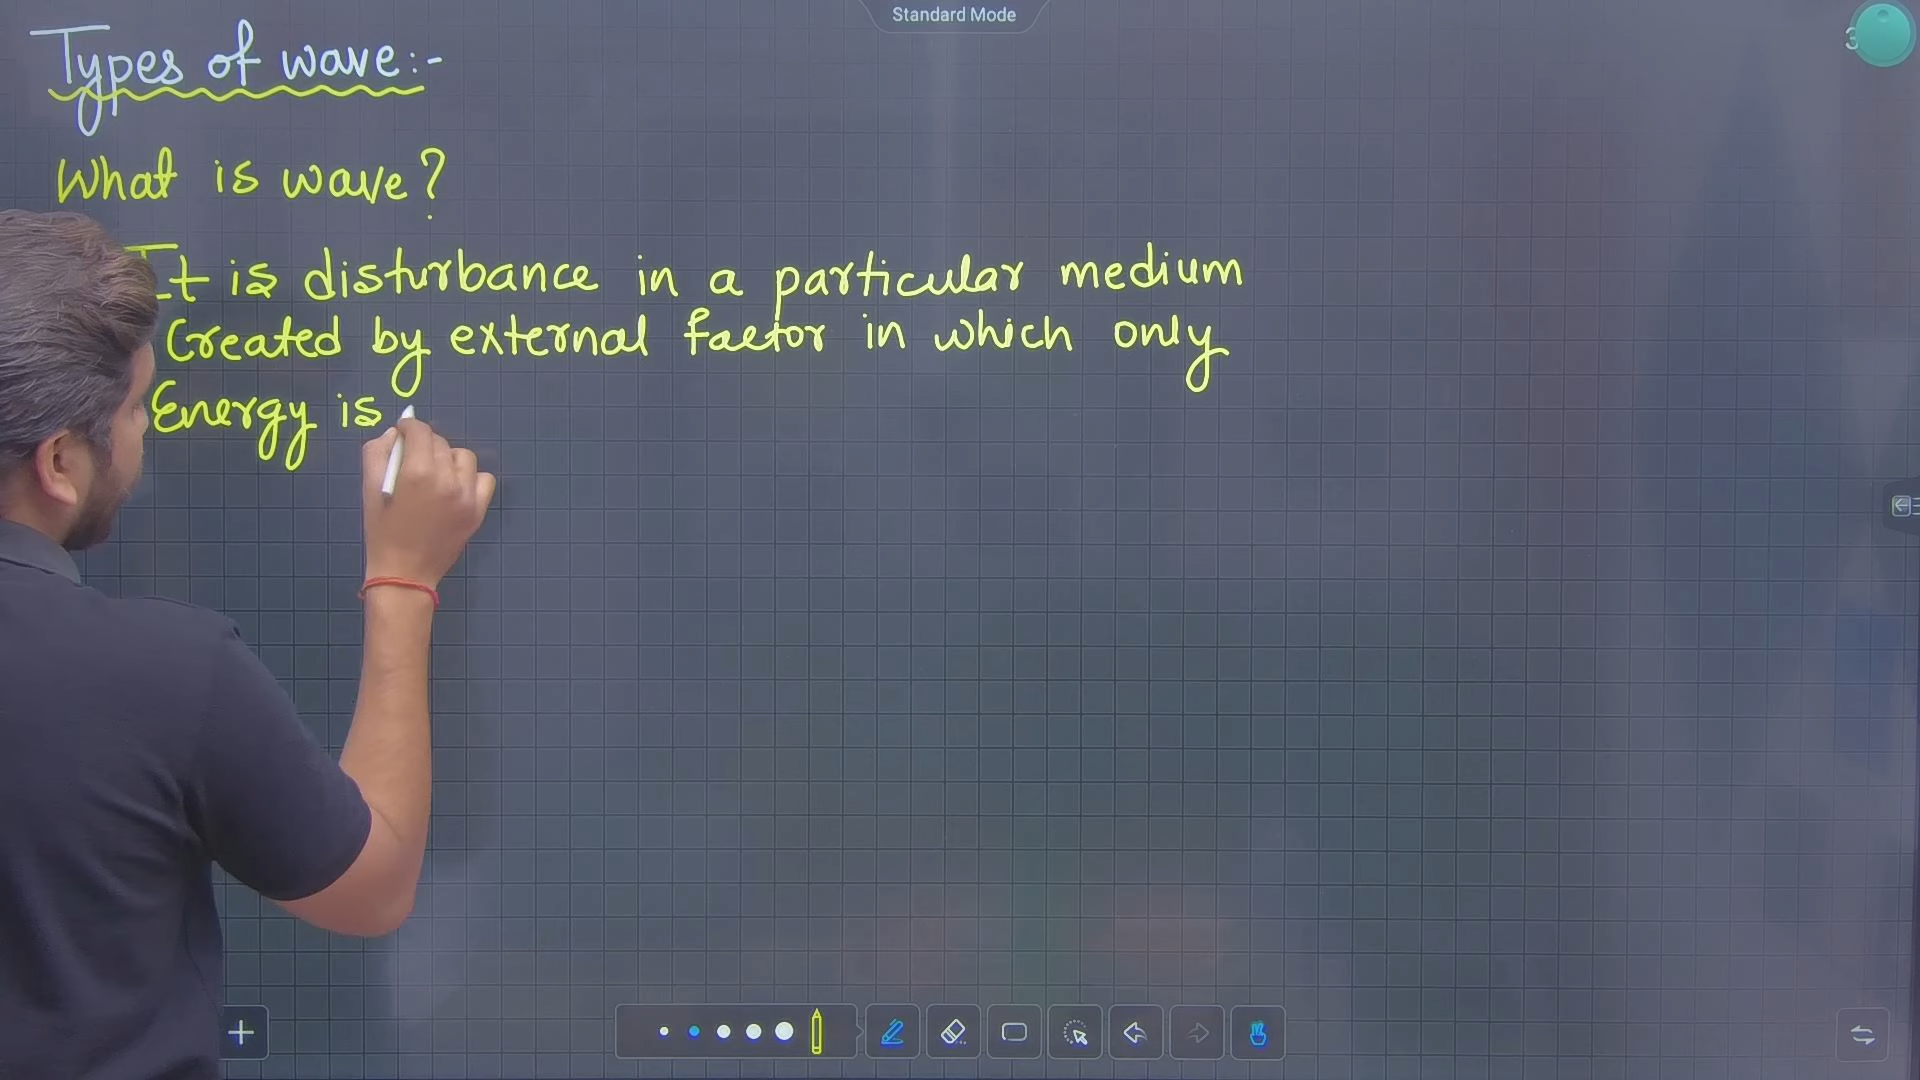 Standard Mode
Types of wave:-
What is wave?
It is disturbance in a particular medium
Created by external factor in which only
Energy is